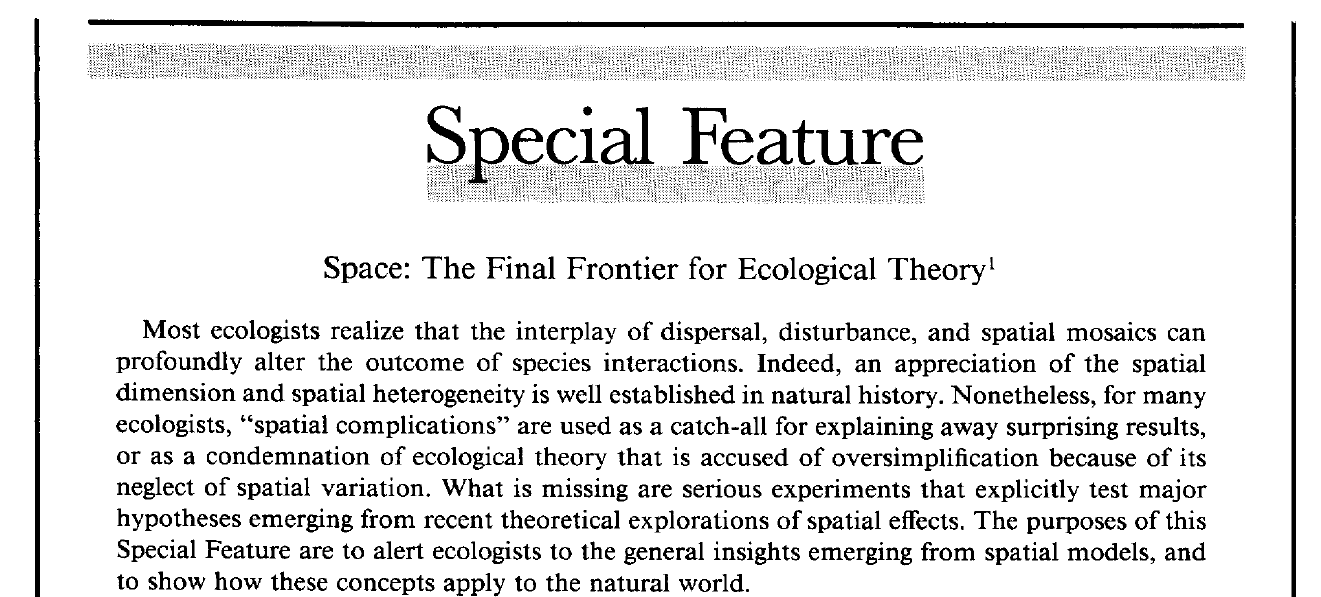 Special Feature
Space: The Final Frontier for Ecological Theory¹
Most ecologists realize that the interplay of dispersal, disturbance, and spatial mosaics can
profoundly alter the outcome of species interactions. Indeed, an appreciation of the spatial
dimension and spatial heterogeneity is well established in natural history. Nonetheless, for many
ecologists, “spatial complications” are used as a catch-all for explaining away surprising results,
or as a condemnation of ecological theory that is accused of oversimplification because of its
neglect of spatial variation. What is missing are serious experiments that explicitly test major
hypotheses emerging from recent theoretical explorations of spatial effects. The purposes of this
Special Feature are to alert ecologists to the general insights emerging from spatial models, and
to show how these concepts apply to the natural world.